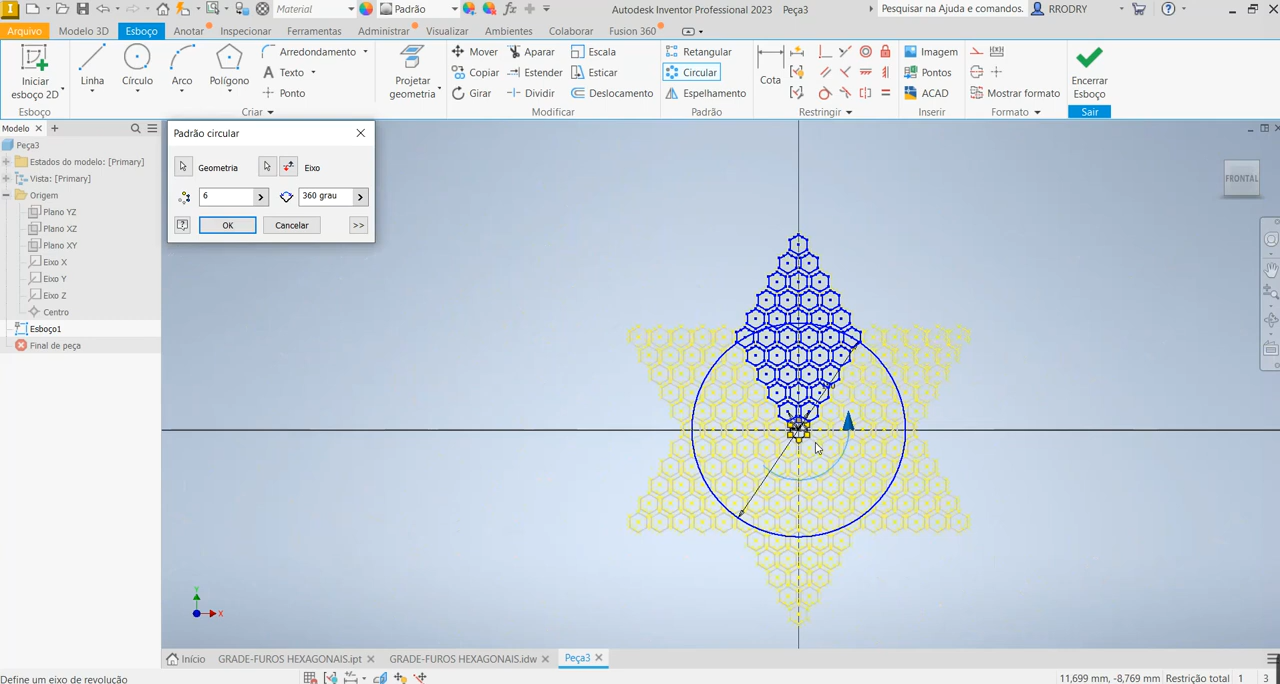 Material
Padrão
Autodesk Inventor Professional 2023
Peça3
Pesquisar na Ajuda e comandos.
RRODRY
Arquivo
Modelo 3D
Esboço
Anotar
Inspecionar
Ferramentas
Administrar
Visualizar
Ambientes
Colaborar
Fusion 360
Iniciar
esboço 2D
Linha
Círculo
Arco
Polígono
Arredondamento
Texto
Ponto
Projetar
geometria
Mover
Copiar
Girar
Aparar
Estender
Dividir
Escala
Esticar
Deslocamento
Retangular
Circular
Espelhamento
Cota
Imagem
Pontos
ACAD
Mostrar formato
Encerrar
Esboço
Esboço
Criar
Modificar
Padrão
Restringir
Inserir
Formato
Sair
Modelo
Peça3
Estados do modelo: [Primary]
Vista: [Primary]
Origem
Plano YZ
Plano XZ
Plano XY
Eixo X
Eixo Y
Eixo Z
Centro
Esboço1
Final de peça
Padrão circular
Geometria
Eixo
6
360 grau
OK
Cancelar
>>
FRONTAL
Y
X
Início
GRADE-FUROS HEXAGONAIS.ipt
GRADE-FUROS HEXAGONAIS.idw
Peça3
Define um eixo de revolução
11,699 mm, -8,769 mm
Restrição total
1
3